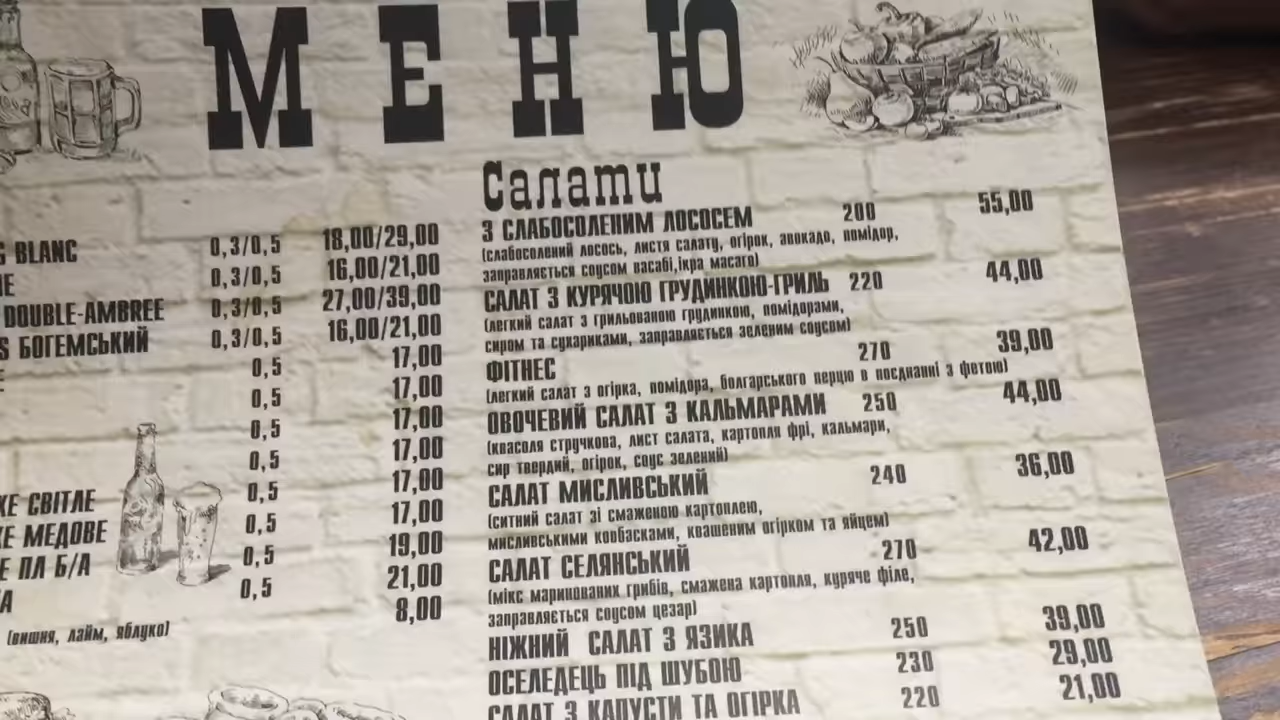 МЕНЮ
BLANC 0,3/0,5 18,00/29,00
0,3/0,5 16,00/21,00
DOUBLE-AMBREE 0,3/0,5 27,00/39,00
БОГЕМСЬКИЙ 0,3/0,5 16,00/21,00
0,5 17,00
0,5 17,00
0,5 17,00
0,5 17,00
СВІТЛЕ 0,5 17,00
МЕДОВЕ 0,5 17,00
ПЛ Б/А 0,5 19,00
0,5 21,00
(вишня, лайм, яблуко) 8,00
Салати
З СЛАБОСОЛЕНИМ ЛОСОСЕМ 200 55,00
(слабосолений лосось, листя салату, огірок, авокадо, помідор,
заправляється соусом васабі,ікра масаго)
САЛАТ З КУРЯЧОЮ ГРУДИНКОЮ-ГРИЛЬ 220 44,00
(легкий салат з грильованою грудинкою, помідорами,
сиром та сухариками, заправляється зеленим соусом)
ФІТНЕС 270 39,00
(легкий салат з огірка, помідора, болгарського перцю в поєднанні з фетою)
ОВОЧЕВИЙ САЛАТ З КАЛЬМАРАМИ 250 44,00
(квасоля стручкова, лист салата, картопля фрі, кальмари,
сир твердий, огірок, соус зелений)
САЛАТ МИСЛИВСЬКИЙ 240 36,00
(ситний салат зі смаженою картоплею,
мисливськими ковбасками, квашеним огірком та яйцем)
САЛАТ СЕЛЯНСЬКИЙ 270 42,00
(мікс маринованих грибів, смажена картопля, куряче філе,
заправляється соусом цезар)
НІЖНИЙ САЛАТ З ЯЗИКА 250 39,00
ОСЕЛЕДЕЦЬ ПІД ШУБОЮ 230 29,00
САЛАТ З КАПУСТИ ТА ОГІРКА 220 21,00